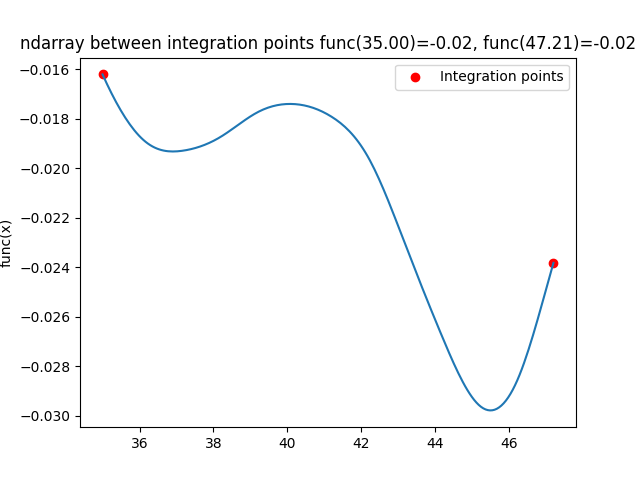 ndarray between integration points func(35.00)=-0.02, func(47.21)=-0.02
Integration points
func(x)
−0.016
−0.018
−0.020
−0.022
−0.024
−0.026
−0.028
−0.030
36 38 40 42 44 46